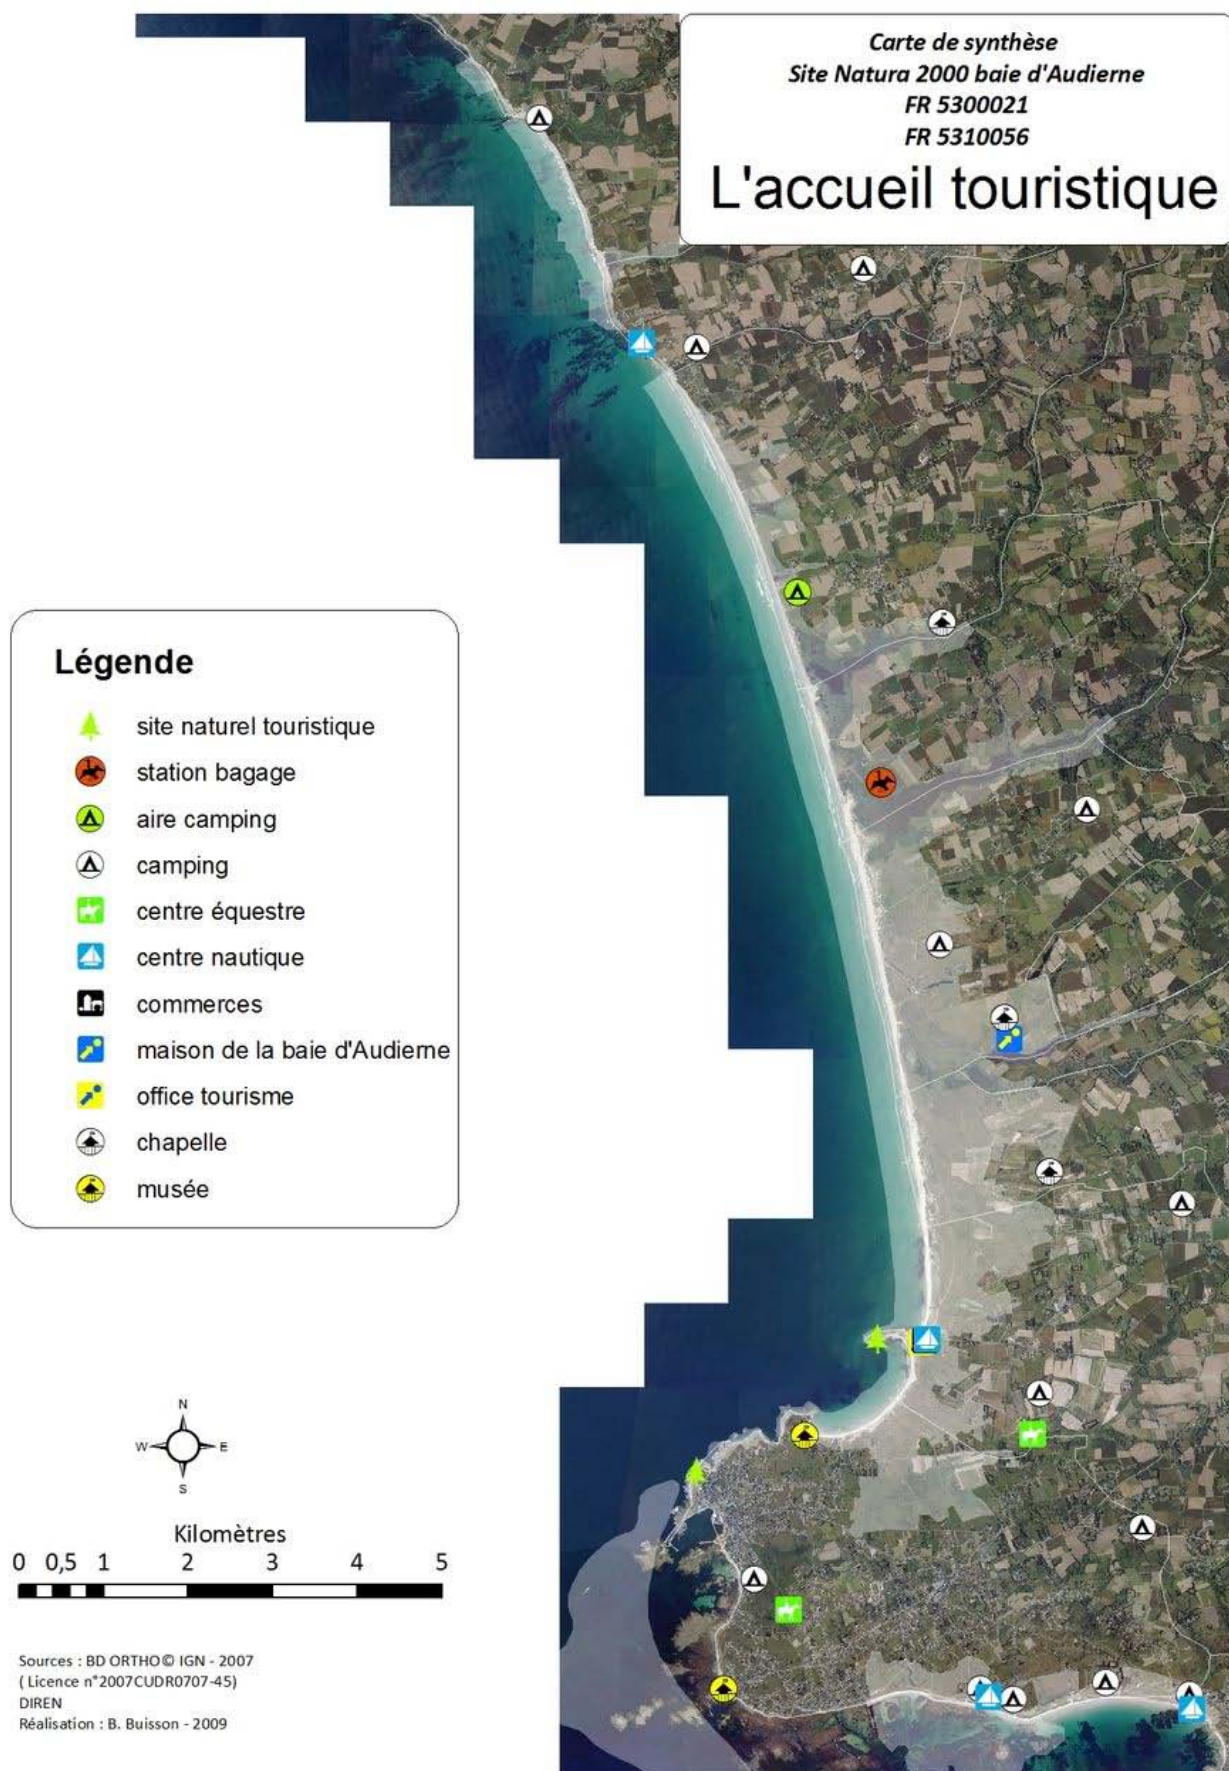 Carte de synthèse
Site Natura 2000 baie d'Audierne
FR 5300021
FR 5310056
L'accueil touristique
Légende
site naturel touristique
station bagage
aire camping
camping
centre équestre
centre nautique
commerces
maison de la baie d'Audierne
office tourisme
chapelle
musée
N
W E
S
Kilomètres
0 0,5 1 2 3 4 5
Sources : BD ORTHO© IGN - 2007
( Licence n°2007CUDR0707-45)
DIREN
Réalisation : B. Buisson - 2009